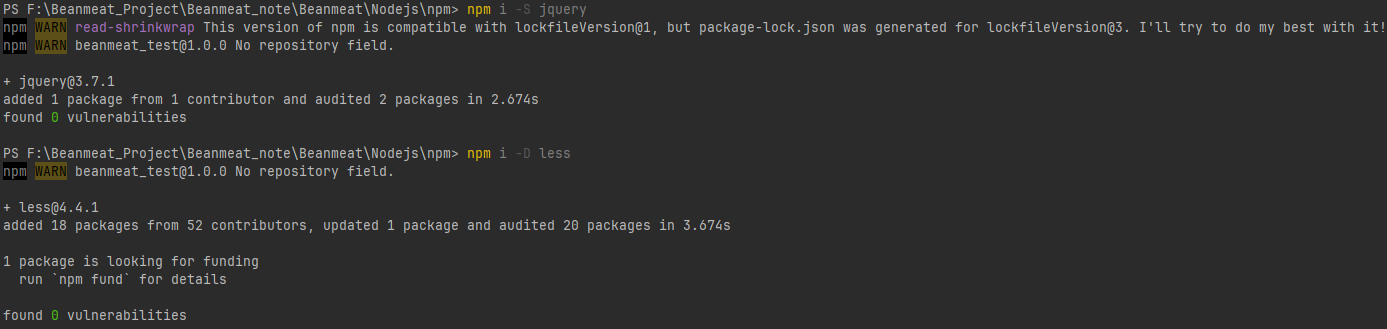 PS F:\Beanmeat_Project\Beanmeat_note\Beanmeat\Nodejs\npm> npm i -S jquery
npm WARN read-shrinkwrap This version of npm is compatible with lockfileVersion@1, but package-lock.json was generated for lockfileVersion@3. I'll try to do my best with it!
npm WARN beanmeat_test@1.0.0 No repository field.
+ jquery@3.7.1
added 1 package from 1 contributor and audited 2 packages in 2.674s
found 0 vulnerabilities
PS F:\Beanmeat_Project\Beanmeat_note\Beanmeat\Nodejs\npm> npm i -D less
npm WARN beanmeat_test@1.0.0 No repository field.
+ less@4.4.1
added 18 packages from 52 contributors, updated 1 package and audited 20 packages in 3.674s
1 package is looking for funding
  run `npm fund` for details
found 0 vulnerabilities